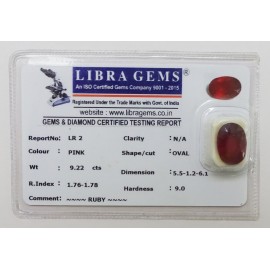 LIBRA GEMS®
An ISO Certified Gems Company 9001 - 2015
Registered Under the Trade Marks with Govt. of India
website : www.libragems.co.in
GEMS & DIAMOND CERTIFIED TESTING REPORT
ReportNo : LR 2 Clarity : N/A
Colour : PINK Shape/cut : OVAL
Wt : 9.22 cts Dimension : 5.5-1.2-6.1
R.Index : 1.76-1.78 Hardness : 9.0
Comment : ~~~~ RUBY ~~~~